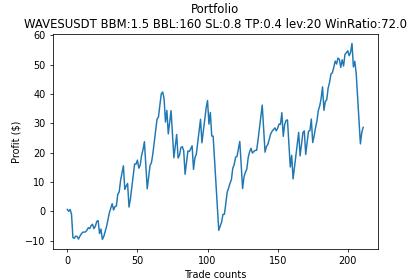 Portfolio
WAVESUSDT BBM:1.5 BBL:160 SL:0.8 TP:0.4 lev:20 WinRatio:72.0
60
50
40
30
20
10
0
−10
Profit ($)
0 50 100 150 200
Trade counts